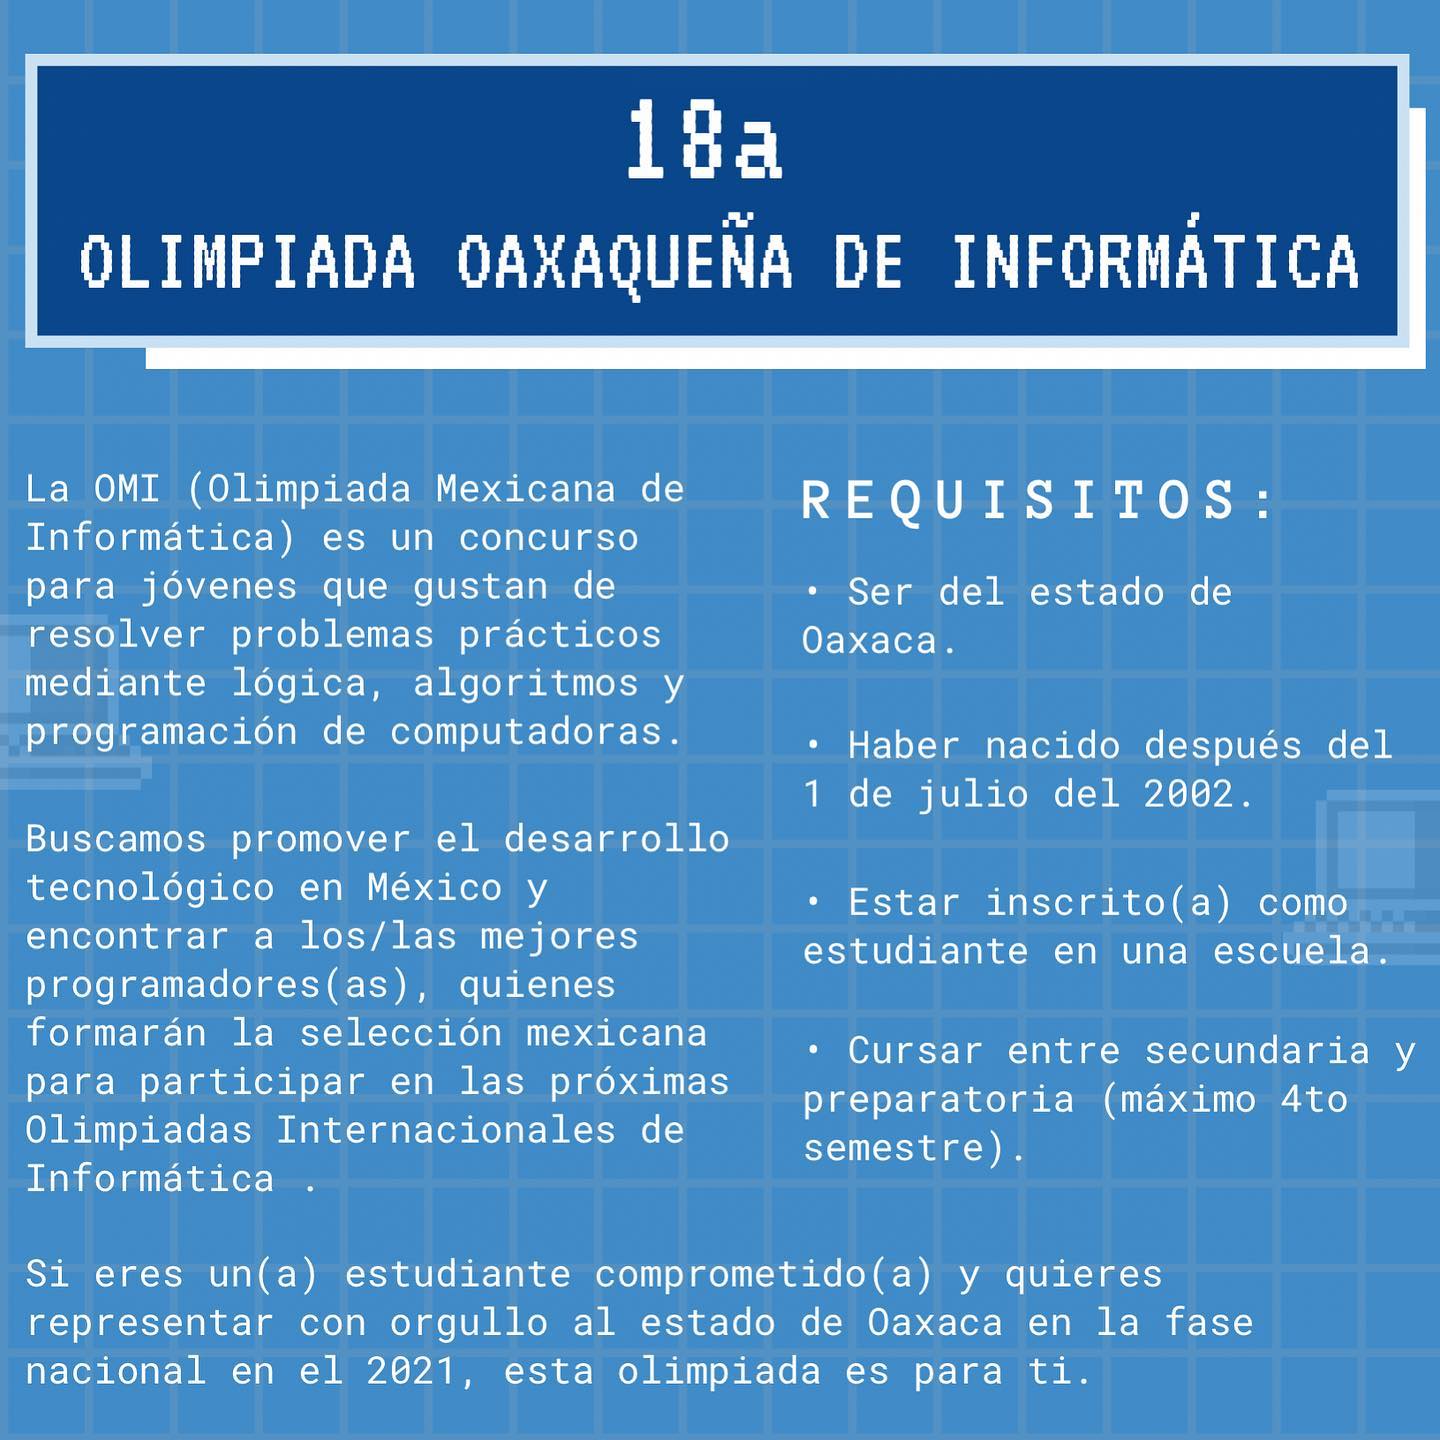 18a
OLIMPIADA OAXAQUEÑA DE INFORMÁTICA
La OMI (Olimpiada Mexicana de
Informática) es un concurso
para jóvenes que gustan de
resolver problemas prácticos
mediante lógica, algoritmos y
programación de computadoras.
Buscamos promover el desarrollo
tecnológico en México y
encontrar a los/las mejores
programadores(as), quienes
formarán la selección mexicana
para participar en las próximas
Olimpiadas Internacionales de
Informática .
REQUISITOS:
• Ser del estado de
Oaxaca.
• Haber nacido después del
1 de julio del 2002.
• Estar inscrito(a) como
estudiante en una escuela.
• Cursar entre secundaria y
preparatoria (máximo 4to
semestre).
Si eres un(a) estudiante comprometido(a) y quieres
representar con orgullo al estado de Oaxaca en la fase
nacional en el 2021, esta olimpiada es para ti.